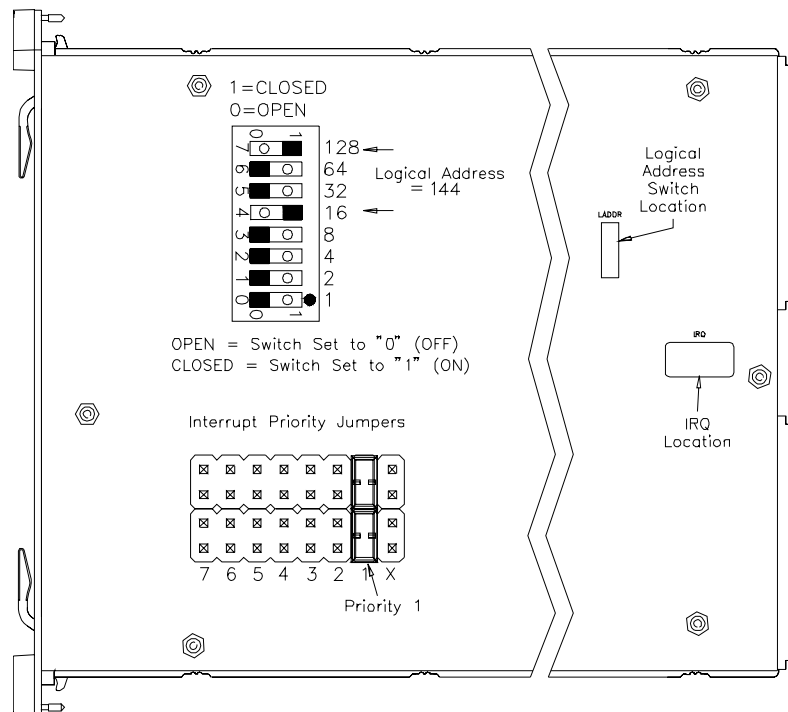 1=CLOSED
0=OPEN
0 1
7 128
6 64
5 32
4 16
3 8
2 4
1 2
0 1
0 1
Logical Address
= 144
OPEN = Switch Set to "0" (OFF)
CLOSED = Switch Set to "1" (ON)
Interrupt Priority Jumpers
7 6 5 4 3 2 1 X
Priority 1
Logical
Address
Switch
Location
LADDR
IRQ
IRQ
Location